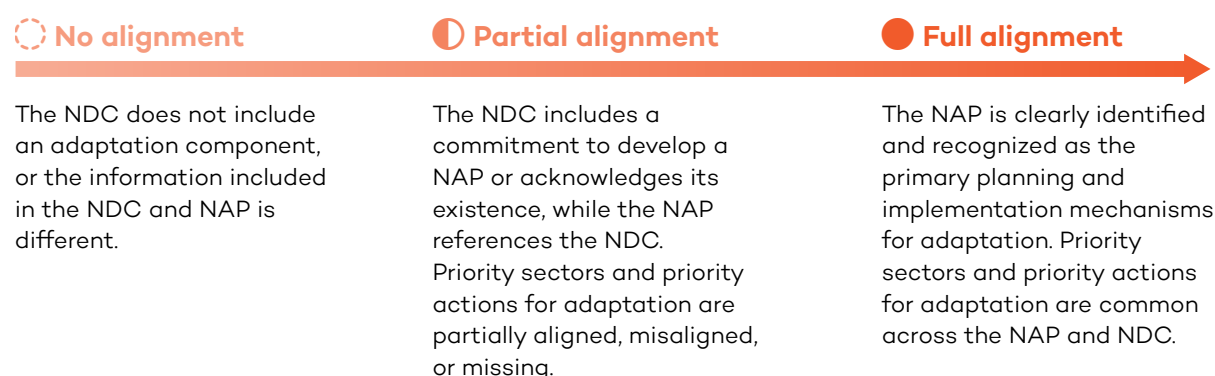 No alignment
The NDC does not include
an adaptation component,
or the information included
in the NDC and NAP is
different.
Partial alignment
The NDC includes a
commitment to develop a
NAP or acknowledges its
existence, while the NAP
references the NDC.
Priority sectors and priority
actions for adaptation are
partially aligned, misaligned,
or missing.
Full alignment
The NAP is clearly identified
and recognized as the
primary planning and
implementation mechanisms
for adaptation. Priority
sectors and priority actions
for adaptation are common
across the NAP and NDC.